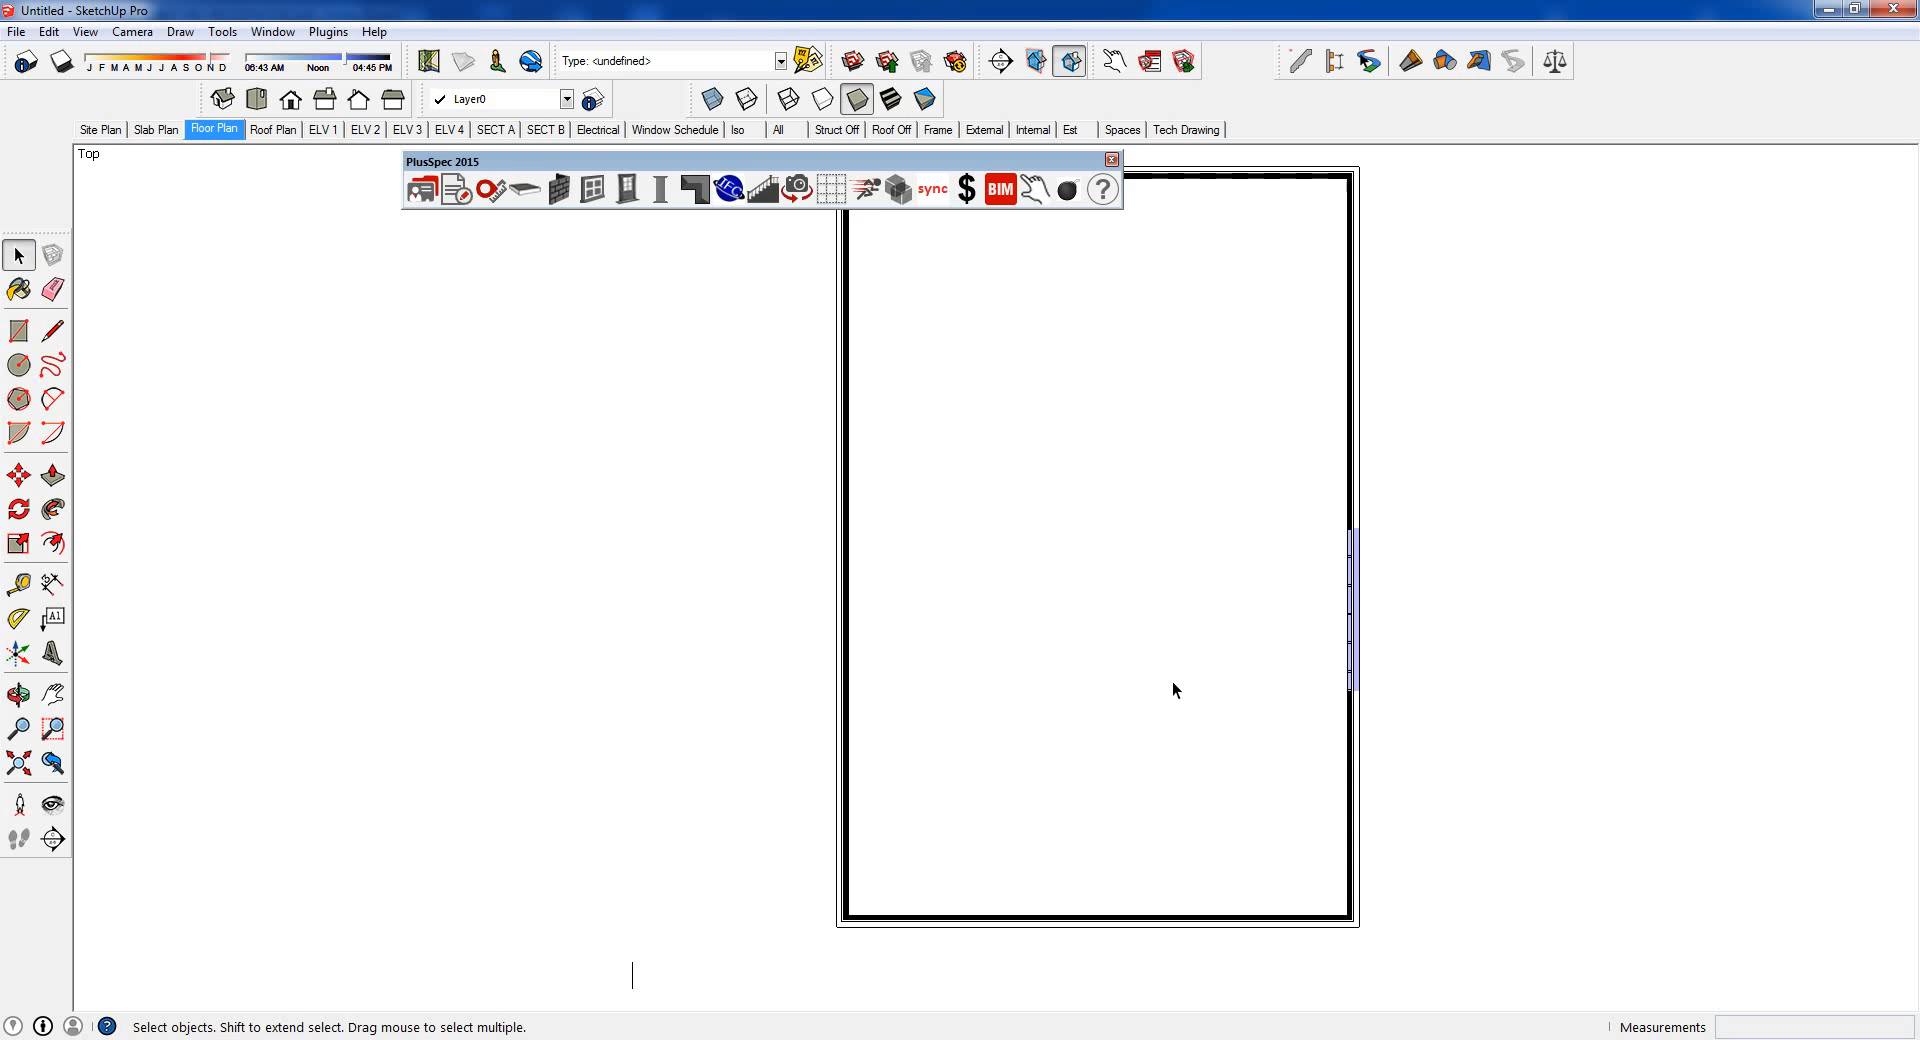 Untitled - SketchUp Pro
File Edit View Camera Draw Tools Window Plugins Help
J F M A M J J A S O N D 06:43 AM Noon 04:45 PM Type: <undefined>
Layer0
Site Plan Slab Plan Floor Plan Roof Plan ELV 1 ELV 2 ELV 3 ELV 4 SECT A SECT B Electrical Window Schedule Iso All Struct Off Roof Off Frame External Internal Est Spaces Tech Drawing
Top
PlusSpec 2015
IFC sync $ BIM ?
A1
Select objects. Shift to extend select. Drag mouse to select multiple.
Measurements